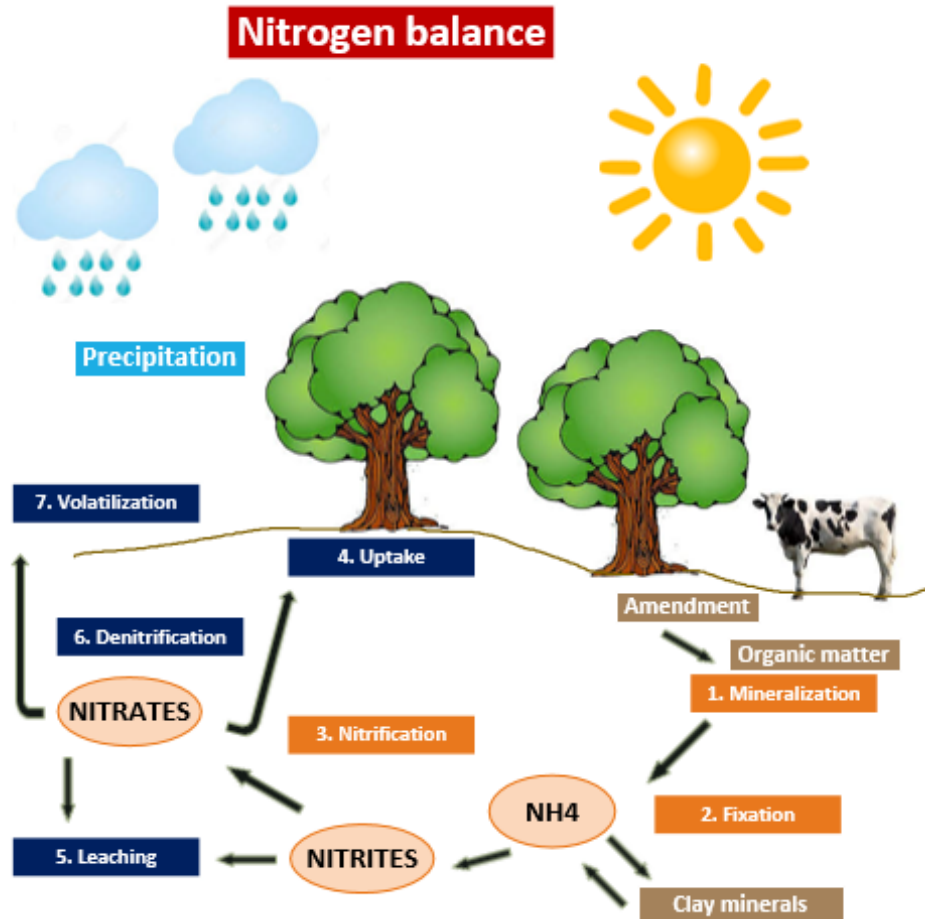 Nitrogen balance
Precipitation
7. Volatilization
4. Uptake
Amendment
6. Denitrification
Organic matter
1. Mineralization
NITRATES
3. Nitrification
NH4
2. Fixation
5. Leaching
NITRITES
Clay minerals